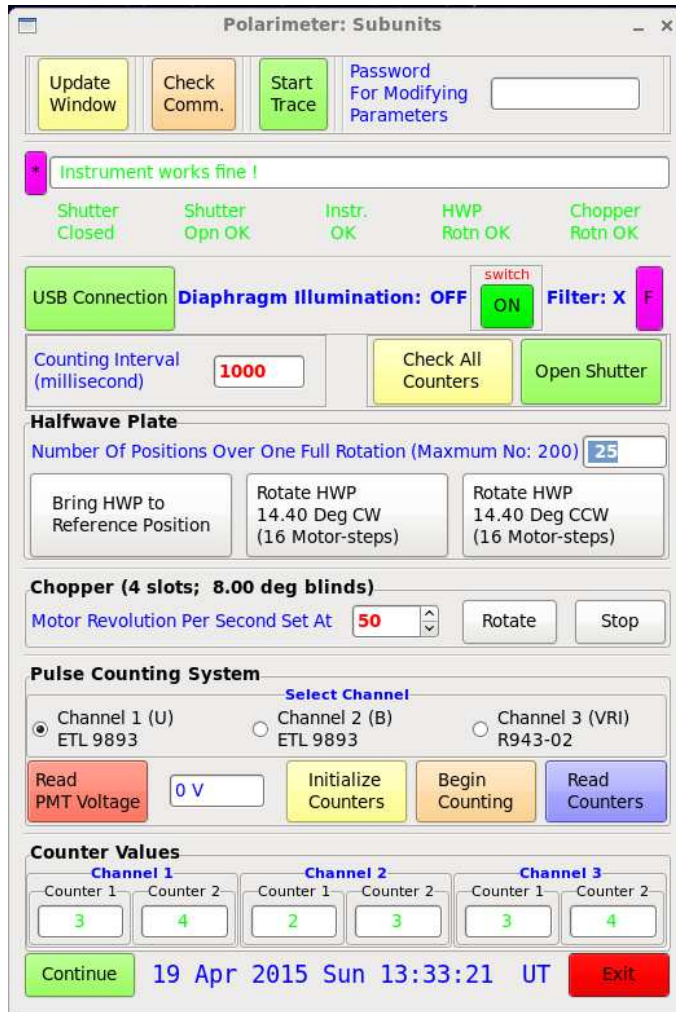 Polarimeter: Subunits
Update Window
Check Comm.
Start Trace
Password
For Modifying
Parameters
*
Instrument works fine !
Shutter Closed
Shutter Opn OK
Instr. OK
HWP Rotn OK
Chopper Rotn OK
USB Connection
Diaphragm Illumination: OFF
switch
ON
Filter: X
F
Counting Interval
(millisecond)
1000
Check All Counters
Open Shutter
Halfwave Plate
Number Of Positions Over One Full Rotation (Maxmum No: 200) 25
Bring HWP to
Reference Position
Rotate HWP
14.40 Deg CW
(16 Motor-steps)
Rotate HWP
14.40 Deg CCW
(16 Motor-steps)
Chopper (4 slots; 8.00 deg blinds)
Motor Revolution Per Second Set At 50
Rotate
Stop
Pulse Counting System
Select Channel
Channel 1 (U)
ETL 9893
Channel 2 (B)
ETL 9893
Channel 3 (VRI)
R943-02
Read
PMT Voltage
0 V
Initialize Counters
Begin Counting
Read Counters
Counter Values
Channel 1 Channel 2 Channel 3
Counter 1 Counter 2 Counter 1 Counter 2 Counter 1 Counter 2
3 4 2 3 3 4
Continue
19 Apr 2015 Sun 13:33:21 UT
Exit